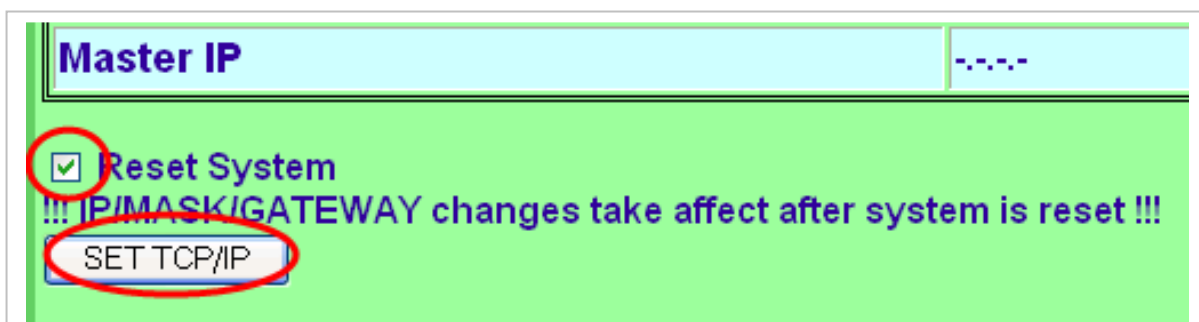 Master IP -.-.-.-
Reset System
!!! IP/MASK/GATEWAY changes take affect after system is reset !!!
SET TCP/IP